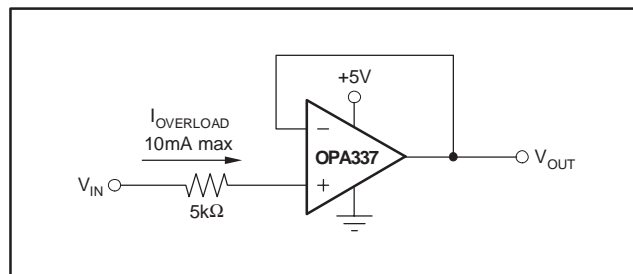 +5V
I_OVERLOAD
10mA max
−
OPA337
V_OUT
V_IN
+
5kΩ